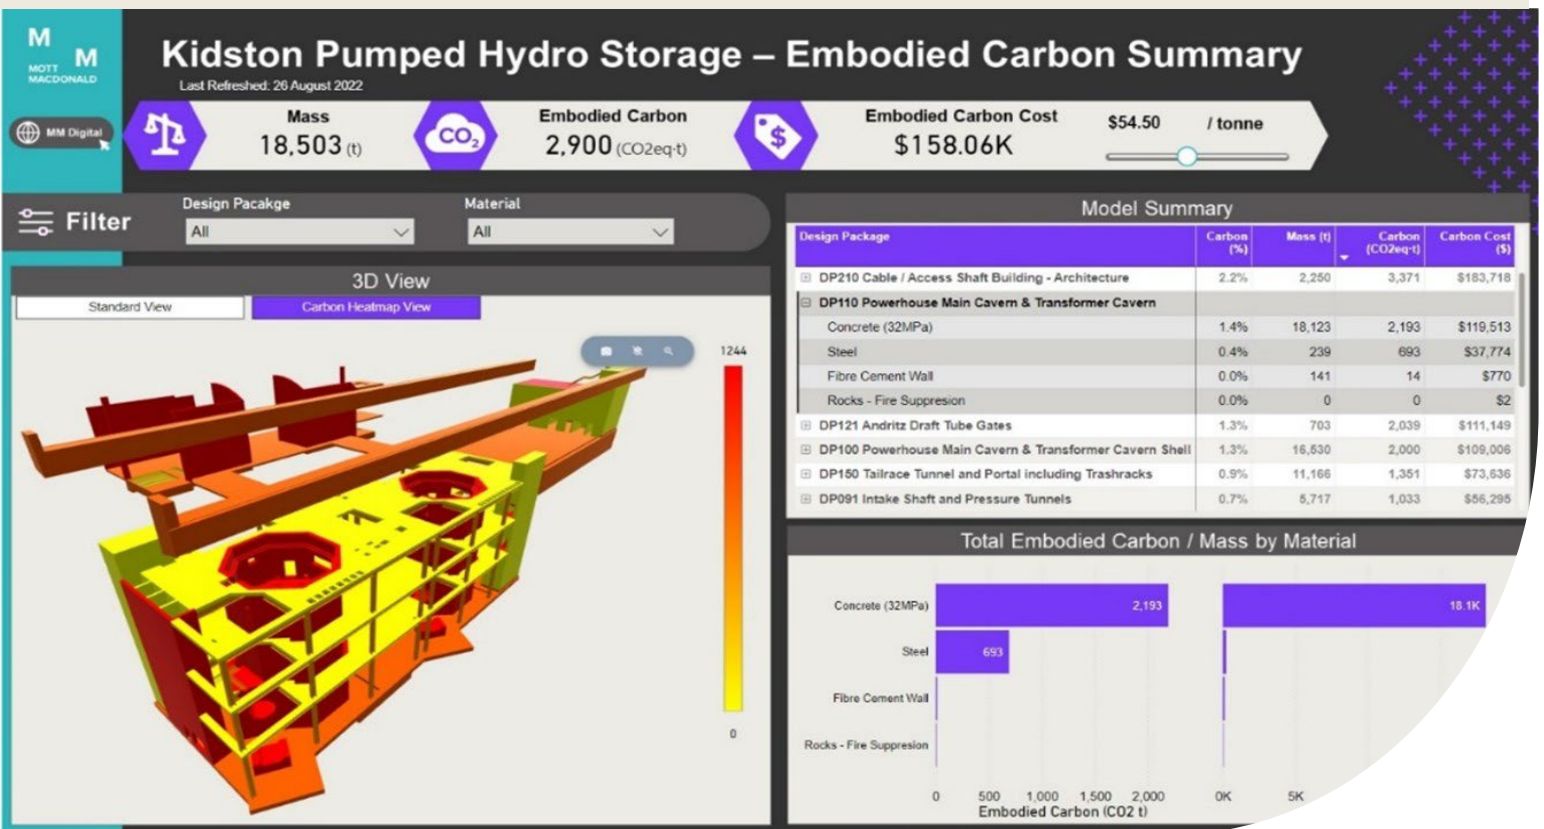 M
M
MOTT
MACDONALD
Kidston Pumped Hydro Storage – Embodied Carbon Summary
Last Refreshed: 26 August 2022
MM Digital
Mass
18,503 (t)
CO2
Embodied Carbon
2,900 (CO2eq-t)
$
Embodied Carbon Cost
$158.06K
$54.50 / tonne
Filter
Design Pacakge
All
Material
All
3D View
Standard View
Carbon Heatmap View
1244
0
Model Summary
Design Package Carbon (%) Mass (t) Carbon (CO2eq-t) Carbon Cost ($)
DP210 Cable / Access Shaft Building - Architecture 2.2% 2,250 3,371 $183,718
DP110 Powerhouse Main Cavern & Transformer Cavern
Concrete (32MPa) 1.4% 18,123 2,193 $119,513
Steel 0.4% 239 693 $37,774
Fibre Cement Wall 0.0% 141 14 $770
Rocks - Fire Suppresion 0.0% 0 0 $2
DP121 Andritz Draft Tube Gates 1.3% 703 2,039 $111,149
DP100 Powerhouse Main Cavern & Transformer Cavern Shell 1.3% 16,530 2,000 $109,006
DP150 Tailrace Tunnel and Portal including Trashracks 0.9% 11,166 1,351 $73,636
DP091 Intake Shaft and Pressure Tunnels 0.7% 5,717 1,033 $56,295
Total Embodied Carbon / Mass by Material
Concrete (32MPa) 2,193 18.1K
Steel 693
Fibre Cement Wall
Rocks - Fire Suppresion
0 500 1,000 1,500 2,000 0K 5K
Embodied Carbon (CO2 t)